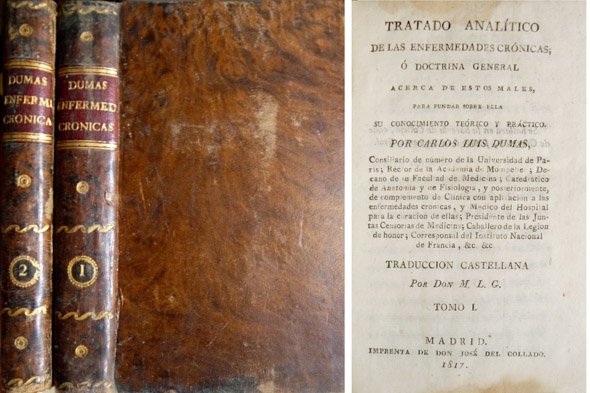 DUMAS
ENFERM.
CRONICA
2
DUMAS
ENFERMED.
CRONICAS
1
TRATADO ANALÍTICO
DE LAS ENFERMEDADES CRÓNICAS;
Ó DOCTRINA GENERAL
ACERCA DE ESTOS MALES,
PARA FUNDAR SOBRE ELLA
SU CONOCIMIENTO TEÓRICO Y PRÁCTICO.
POR CARLOS LUIS DUMAS,
Consiliario de número de la Universidad de Pa-
ris; Rector de la Academia de Mompeller; De-
cano de su Facultad de Medicina; Catedrático
de Anatomía y de Fisiología, y posteriormente,
de complemento de Clínica con aplicacion á las
enfermedades crónicas, y Médico del Hospital
para la curacion de ellas; Presidente de las Jun-
tas Censorias de Medicina; Caballero de la Legion
de honor; Corresponsal del Instituto Nacional
de Francia, &c. &c.
TRADUCCION CASTELLANA
POR DON M. L. G.
TOMO I.
MADRID.
IMPRENTA DE DON JOSÉ DEL COLLADO.
1817.